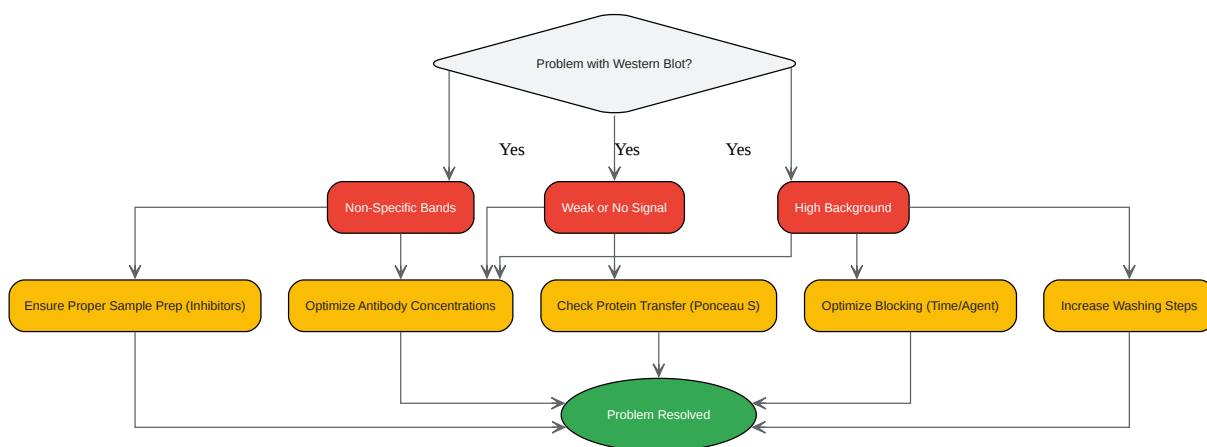 Problem with Western Blot?
Yes
Yes
Yes
Non-Specific Bands
Weak or No Signal
High Background
Ensure Proper Sample Prep (Inhibitors)
Optimize Antibody Concentrations
Check Protein Transfer (Ponceau S)
Optimize Blocking (Time/Agent)
Increase Washing Steps
Problem Resolved